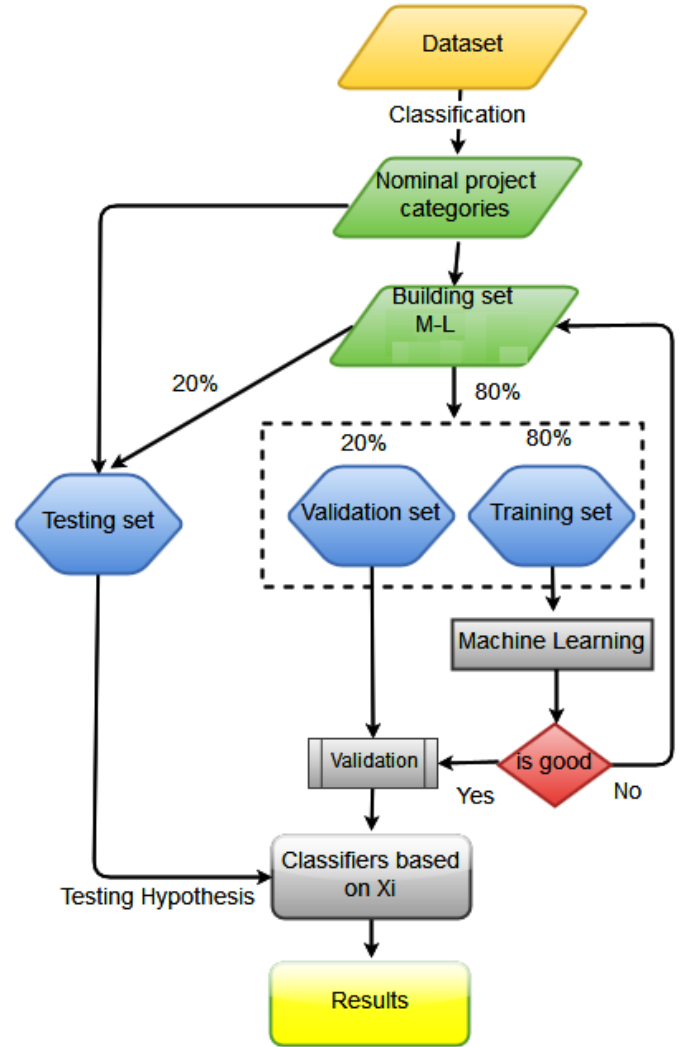 Dataset
Classification
Nominal project
categories
Building set
M-L
20%
80%
20%
80%
Testing set
Validation set
Training set
Machine Learning
Validation
is good
Yes
No
Classifiers based
on Xi
Testing Hypothesis
Results